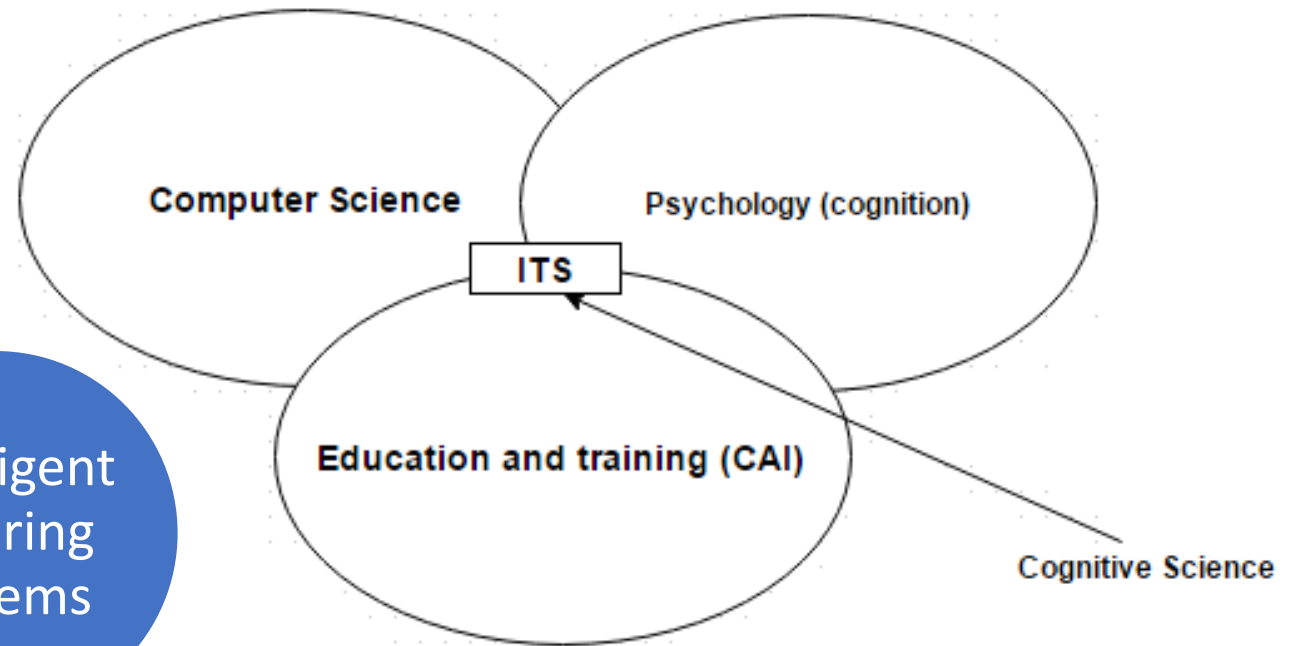 Computer Science
Psychology (cognition)
ITS
Education and training (CAI)
igent
ring
ems
Cognitive Science